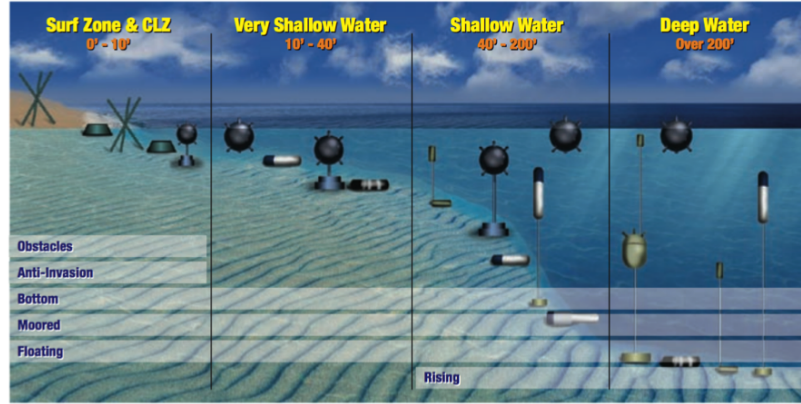 Surf Zone & CLZ
0' - 10'
Very Shallow Water
10' - 40'
Shallow Water
40' - 200'
Deep Water
Over 200'
Obstacles
Anti-Invasion
Bottom
Moored
Floating
Rising